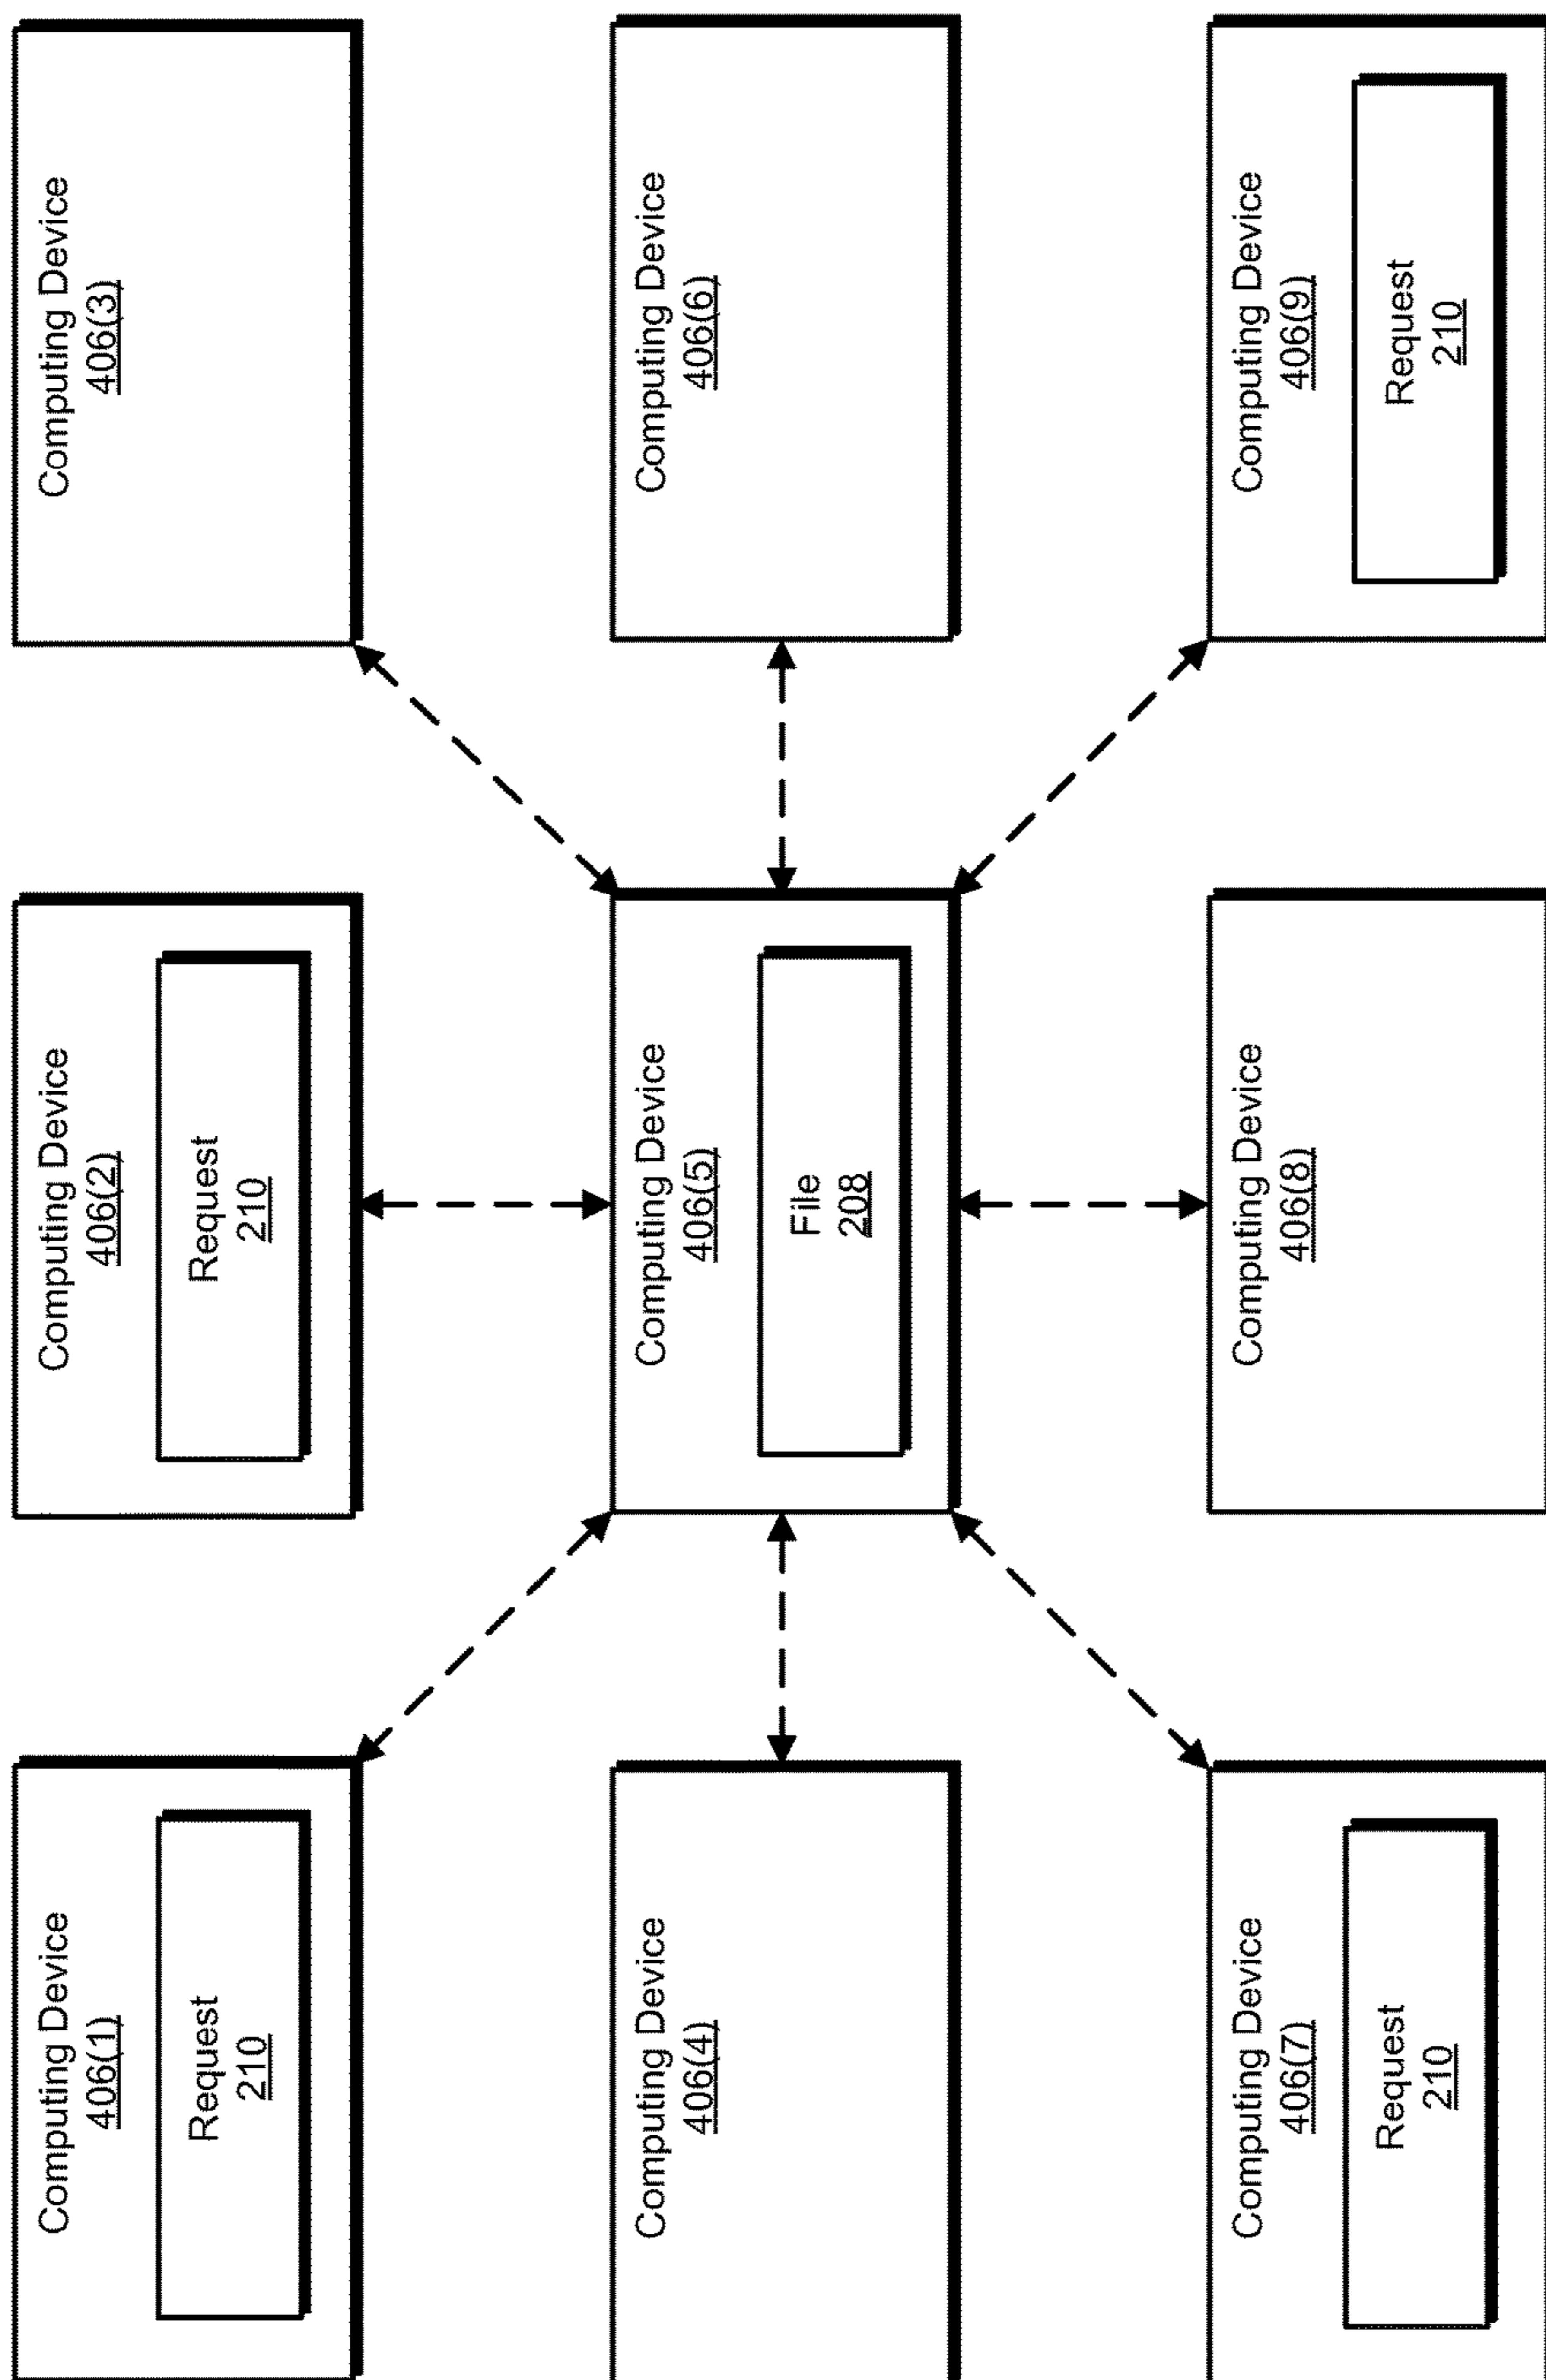 Computing Device
406(1)
Request
210
Computing Device
406(2)
Request
210
Computing Device
406(3)
Computing Device
406(4)
Computing Device
406(5)
File
208
Computing Device
406(6)
Computing Device
406(7)
Request
210
Computing Device
406(8)
Computing Device
406(9)
Request
210